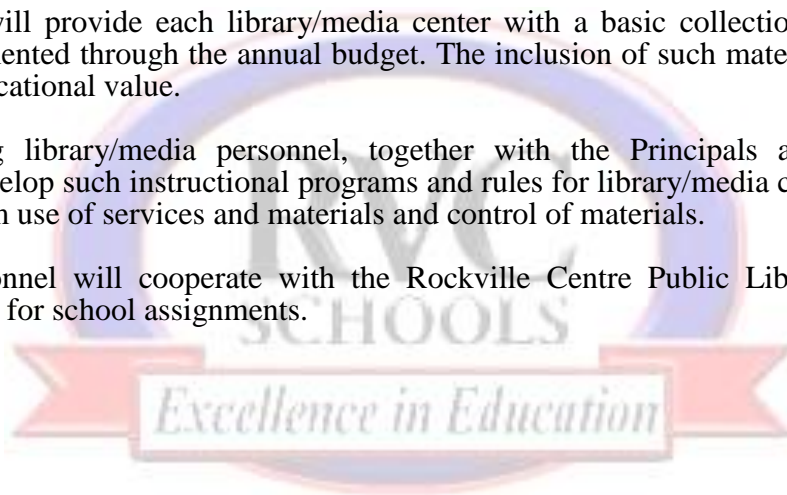 will provide each library/media center with a basic collection
ented through the annual budget. The inclusion of such mate
cational value.
g library/media personnel, together with the Principals a
velop such instructional programs and rules for library/media c
n use of services and materials and control of materials.
onnel will cooperate with the Rockville Centre Public Lib
for school assignments.
RVC
SCHOOLS
Excellence in Education